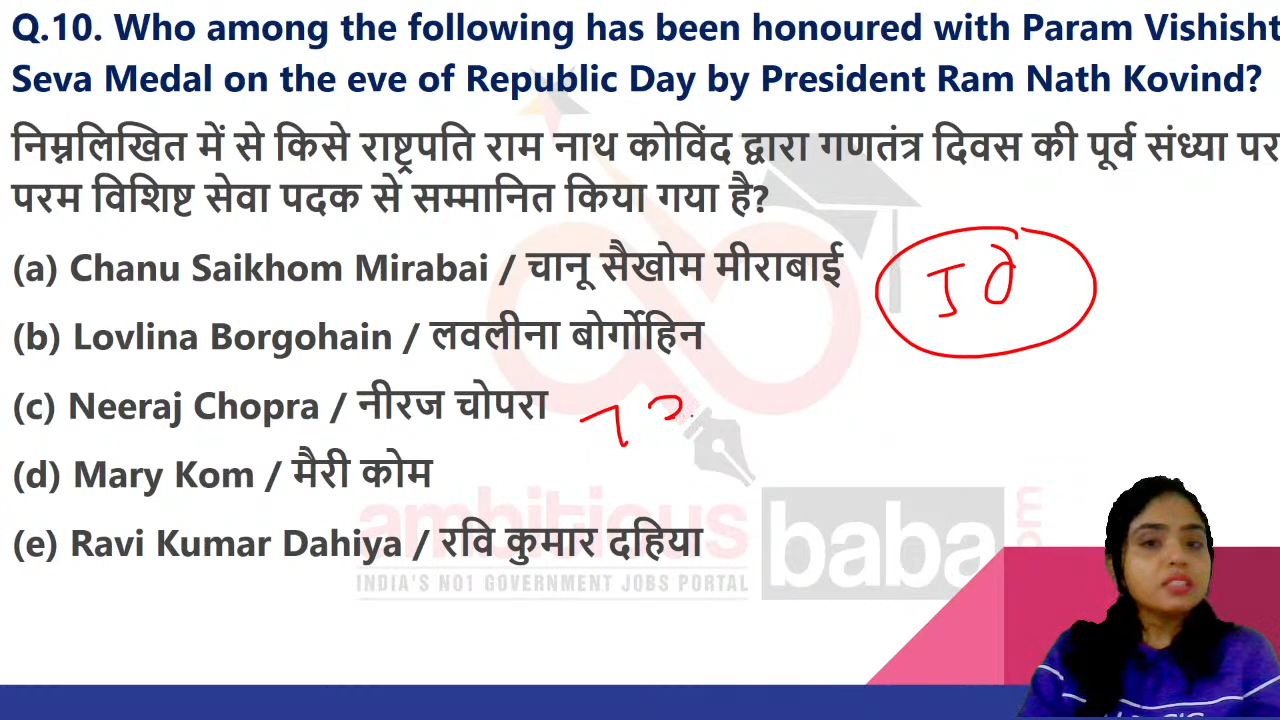 Q.10. Who among the following has been honoured with Param Vishisht
Seva Medal on the eve of Republic Day by President Ram Nath Kovind?
निम्नलिखित में से किसे राष्ट्रपति राम नाथ कोविंद द्वारा गणतंत्र दिवस की पूर्व संध्या पर
परम विशिष्ट सेवा पदक से सम्मानित किया गया है?
(a) Chanu Saikhom Mirabai / चानू सैखोम मीराबाई
(b) Lovlina Borgohain / लवलीना बोर्गोहिन
(c) Neeraj Chopra / नीरज चोपरा
(d) Mary Kom / मैरी कोम
(e) Ravi Kumar Dahiya / रवि कुमार दहिया
ambitious baba .com
INDIA'S NO1 GOVERNMENT JOBS PORTAL